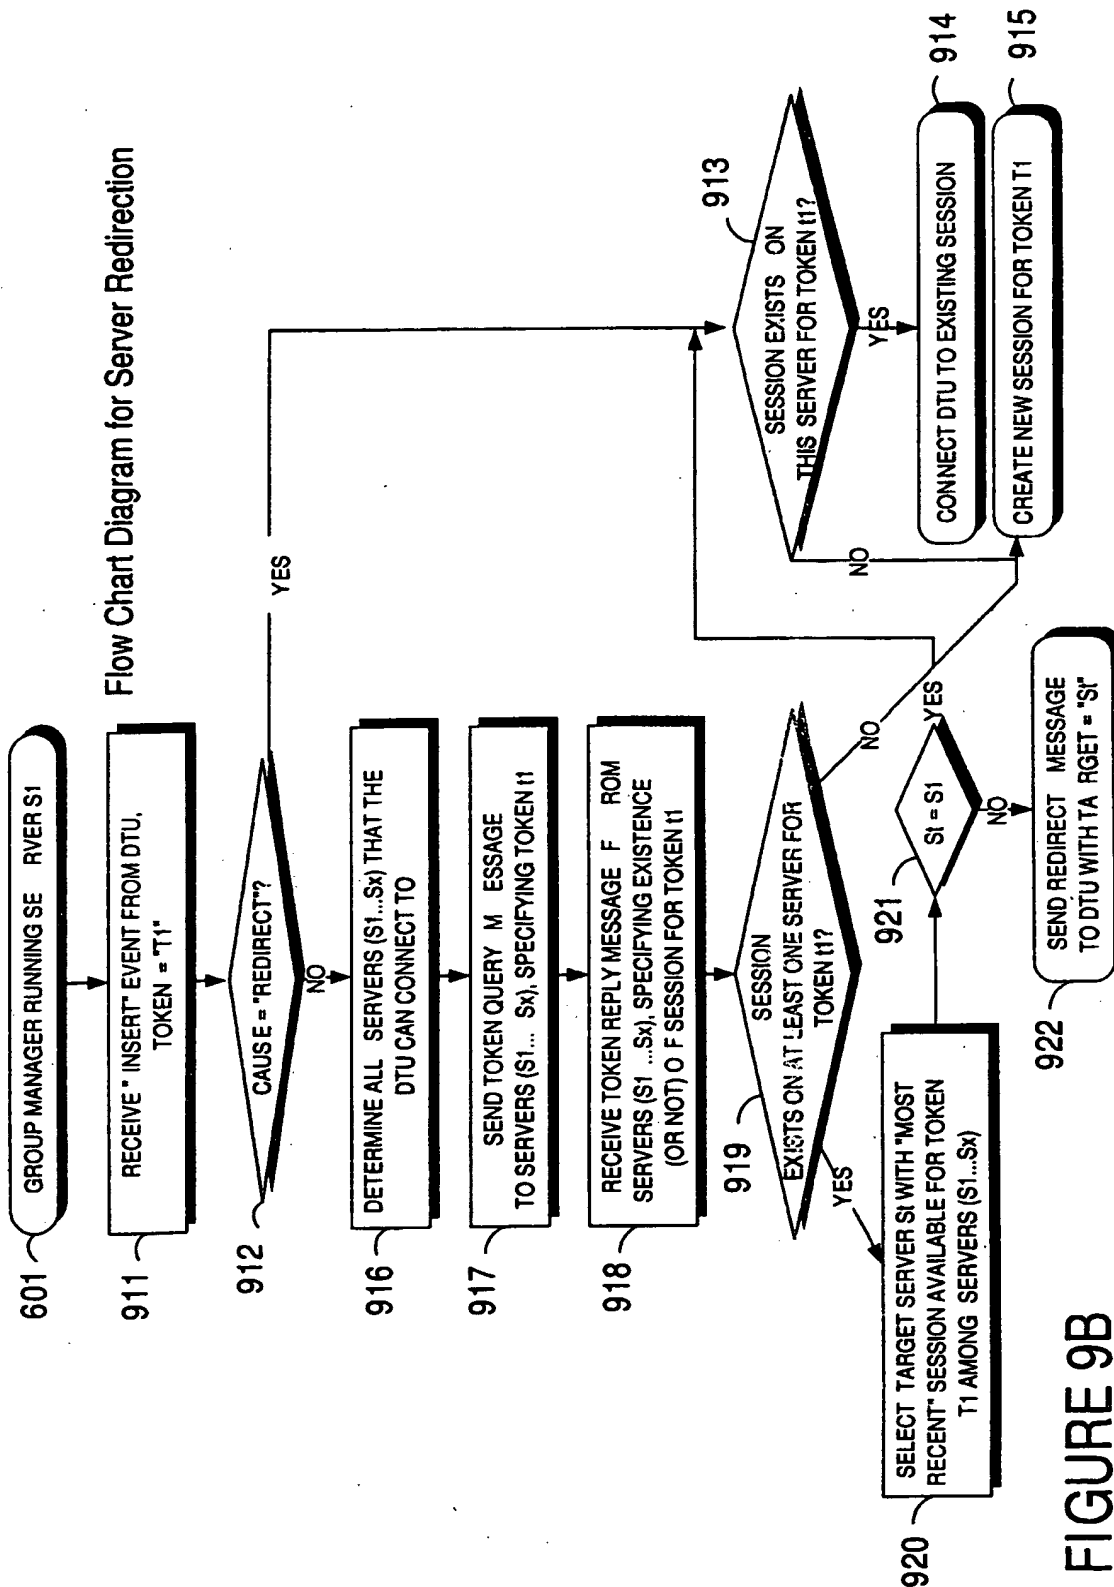 Flow Chart Diagram for Server Redirection
601
GROUP MANAGER RUNNING SE RVER S1
911
RECEIVE " INSERT" EVENT FROM DTU,
TOKEN = "T1"
912
CAUS E = "REDIRECT"?
YES
NO
916
DETERMINE ALL SERVERS (S1...Sx) THAT THE
DTU CAN CONNECT TO
917
SEND TOKEN QUERY M ESSAGE
TO SERVERS (S1... Sx), SPECIFYING TOKEN t1
918
RECEIVE TOKEN REPLY MESSAGE F ROM
SERVERS (S1 ...Sx), SPECIFYING EXISTENCE
(OR NOT) O F SESSION FOR TOKEN t1
919
SESSION
EXISTS ON AT LEAST ONE SERVER FOR
TOKEN t1?
YES
NO
920
SELECT TARGET SERVER St WITH "MOST
RECENT" SESSION AVAILABLE FOR TOKEN
T1 AMONG SERVERS (S1...Sx)
921
St = S1
YES
NO
922
SEND REDIRECT MESSAGE
TO DTU WITH TA RGET = "St"
913
SESSION EXISTS ON
THIS SERVER FOR TOKEN t1?
YES
NO
914
CONNECT DTU TO EXISTING SESSION
915
CREATE NEW SESSION FOR TOKEN T1
FIGURE 9B